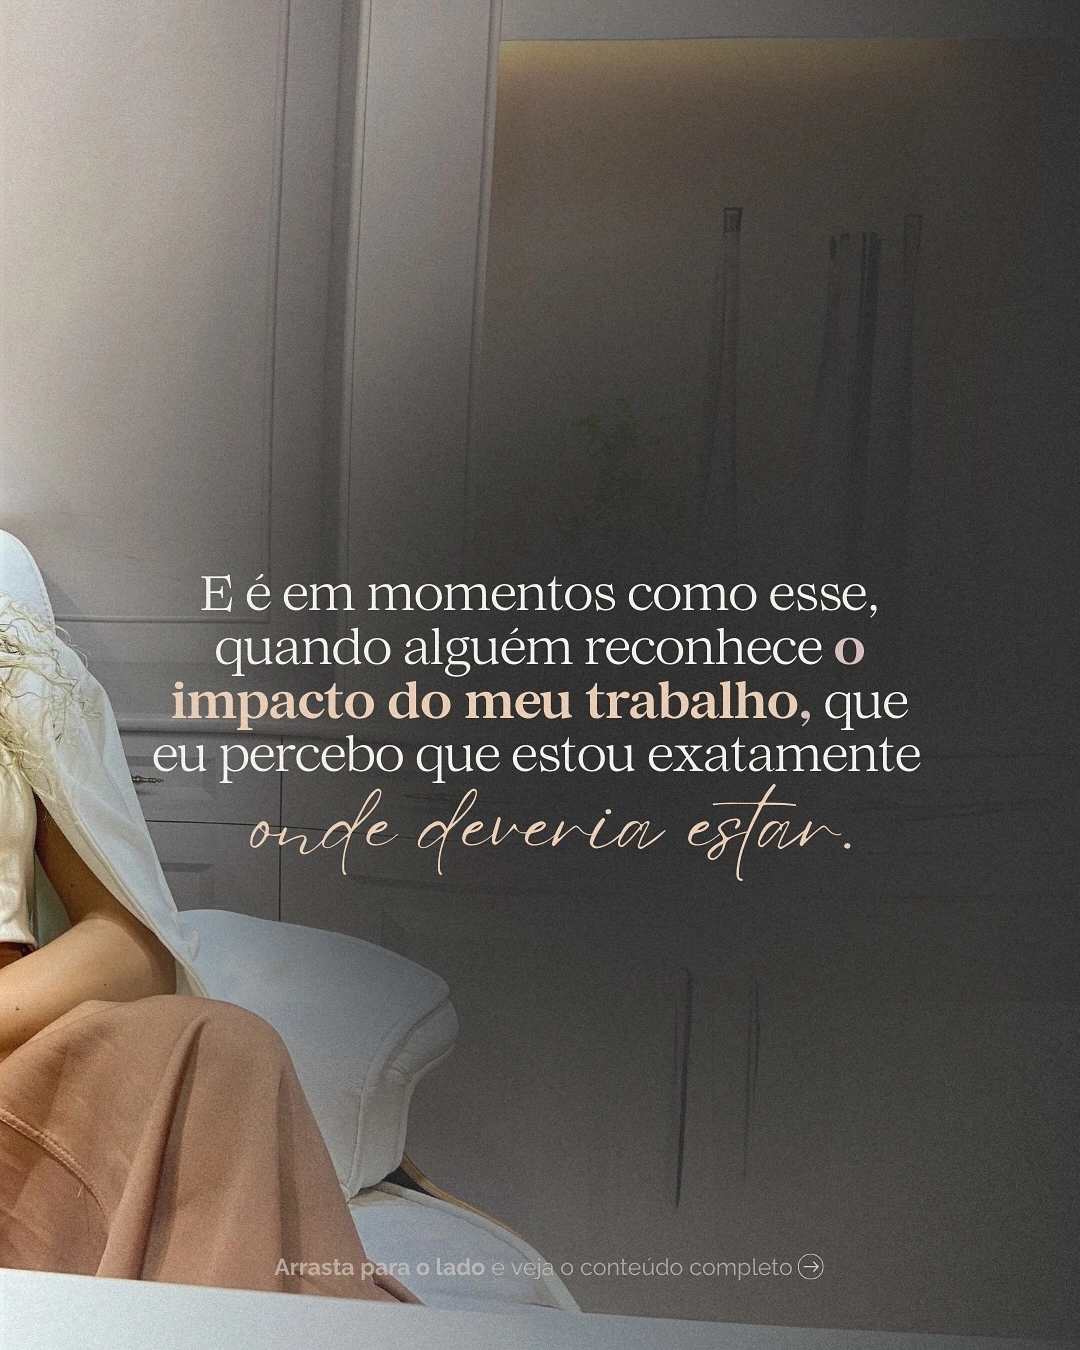 E é em momentos como esse,
quando alguém reconhece o
impacto do meu trabalho, que
eu percebo que estou exatamente
onde deveria estar.
Arrasta para o lado e veja o conteúdo completo